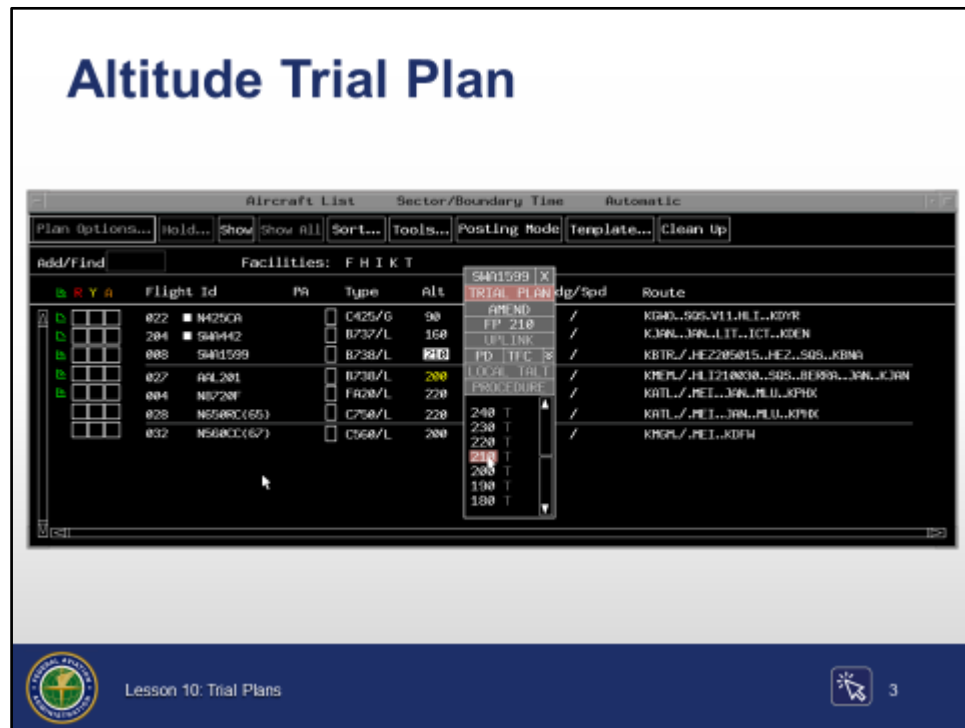 Altitude Trial Plan
Aircraft List Sector/Boundary Time Automatic
Plan Options... Hold... Show Show All Sort... Tools... Posting Mode Template... Clean Up
Add/Find Facilities: F H I K T
R Y A Flight Id PA Type Alt dg/Spd Route
022 N425CA C425/G 90 / KGWO..SQS.V11.HLI..KDYR
204 SWA442 B737/L 160 / KJAN..JAN..LIT..ICT..KDEN
008 SWA1599 B738/L 210 / KBTR./.HEZ205015..HEZ..SQS..KBNA
027 AAL201 B738/L 200 / KMEM./.HLI210030..SQS..BERRA..JAN..KJAN
004 N872OF FA20/L 220 / KATL./.MEI..JAN..MLU..KPHX
028 N650RC(65) C750/L 220 / KATL./.MEI..JAN..MLU..KPHX
032 N560CC(67) C560/L 200 / KMGM./.MEI..KDFW
SWA1599 X
TRIAL PLAN
AMEND
FP 210
UPLINK
PD TFC
LOCAL TALT
PROCEDURE
240 T
230 T
220 T
210 T
200 T
190 T
180 T
FEDERAL AVIATION
ADMINISTRATION
Lesson 10: Trial Plans
3